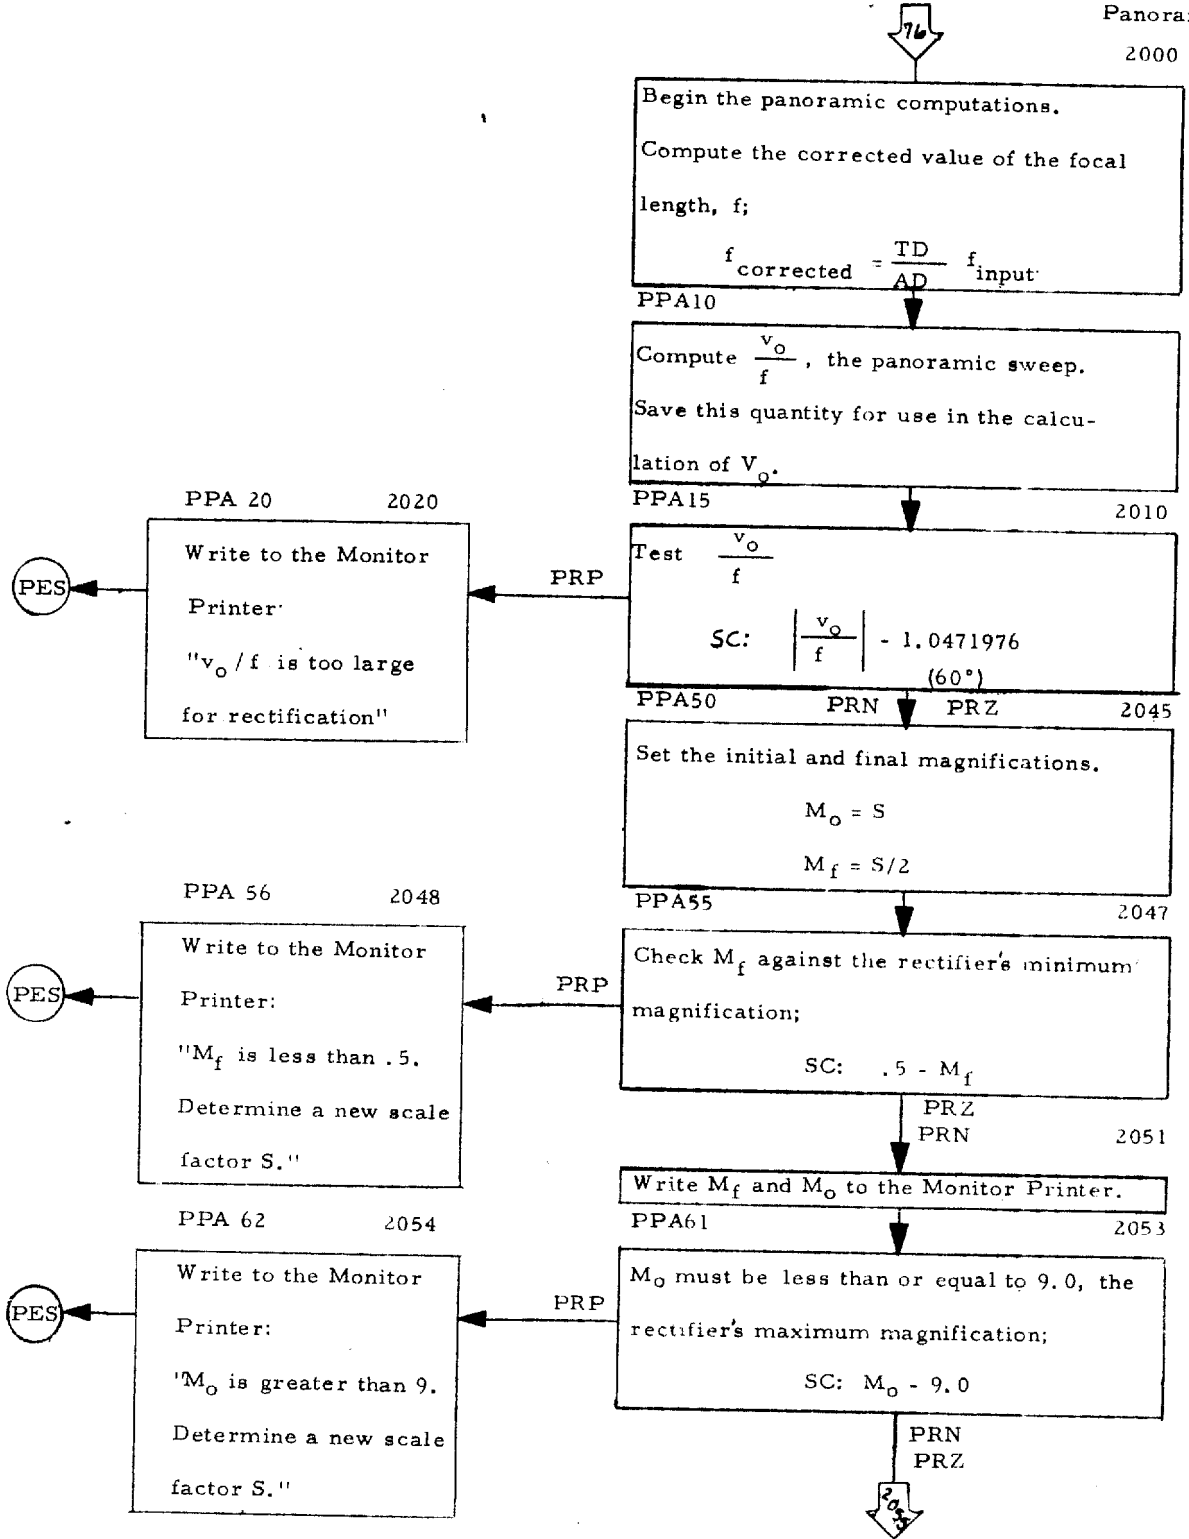 76
Panora
2000
Begin the panoramic computations.
Compute the corrected value of the focal
length, f;
f corrected = TD/AD f input
PPA10
Compute v_o/f, the panoramic sweep.
Save this quantity for use in the calcu-
lation of V_o.
PPA15 2010
Test v_o/f
SC: |v_o/f| - 1.0471976
(60°)
PRP
PPA 20 2020
Write to the Monitor
Printer
"v_o/f is too large
for rectification"
PES
PPA50 PRN PRZ 2045
Set the initial and final magnifications.
M_o = S
M_f = S/2
PPA55 2047
Check M_f against the rectifier's minimum
magnification;
SC: .5 - M_f
PRP
PPA 56 2048
Write to the Monitor
Printer:
"M_f is less than .5.
Determine a new scale
factor S."
PES
PRZ
PRN 2051
Write M_f and M_o to the Monitor Printer.
PPA61 2053
M_o must be less than or equal to 9.0, the
rectifier's maximum magnification;
SC: M_o - 9.0
PRP
PPA 62 2054
Write to the Monitor
Printer:
"M_o is greater than 9.
Determine a new scale
factor S."
PES
PRN
PRZ
2055